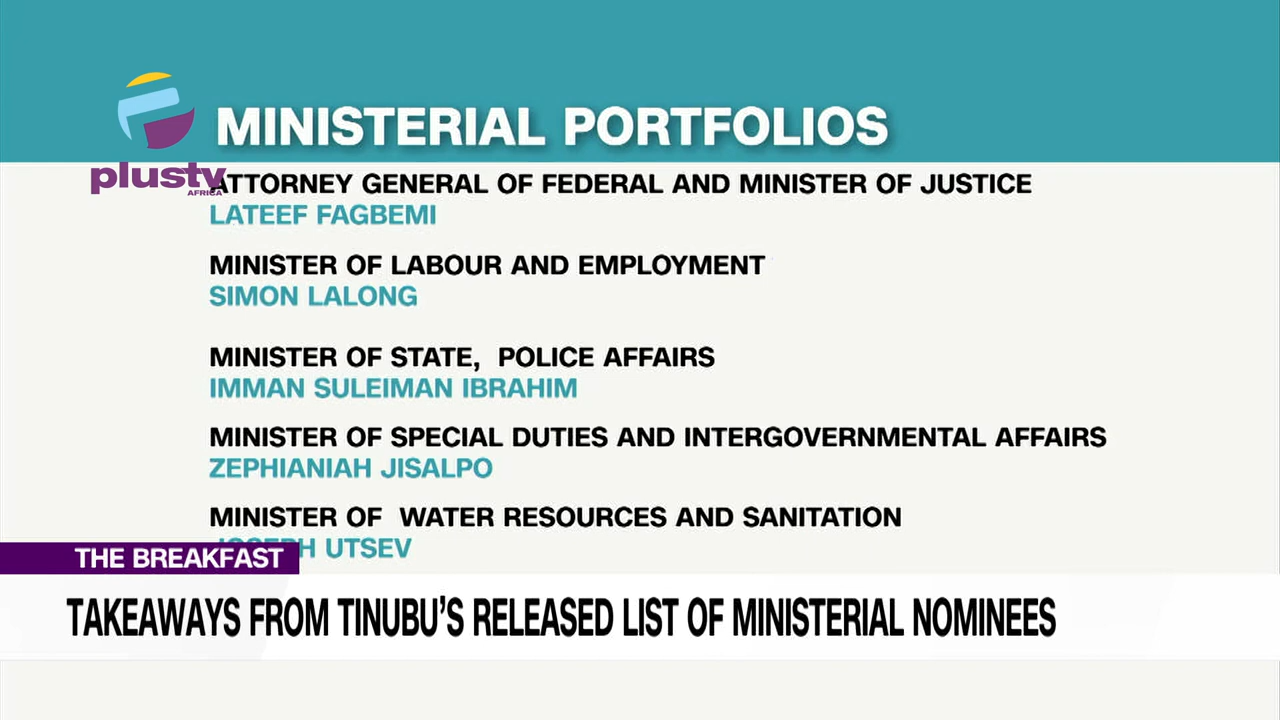 MINISTERIAL PORTFOLIOS
plustv
AFRICA
ATTORNEY GENERAL OF FEDERAL AND MINISTER OF JUSTICE
LATEEF FAGBEMI
MINISTER OF LABOUR AND EMPLOYMENT
SIMON LALONG
MINISTER OF STATE, POLICE AFFAIRS
IMMAN SULEIMAN IBRAHIM
MINISTER OF SPECIAL DUTIES AND INTERGOVERNMENTAL AFFAIRS
ZEPHIANIAH JISALPO
MINISTER OF WATER RESOURCES AND SANITATION
UTSEV
THE BREAKFAST
TAKEAWAYS FROM TINUBU'S RELEASED LIST OF MINISTERIAL NOMINEES